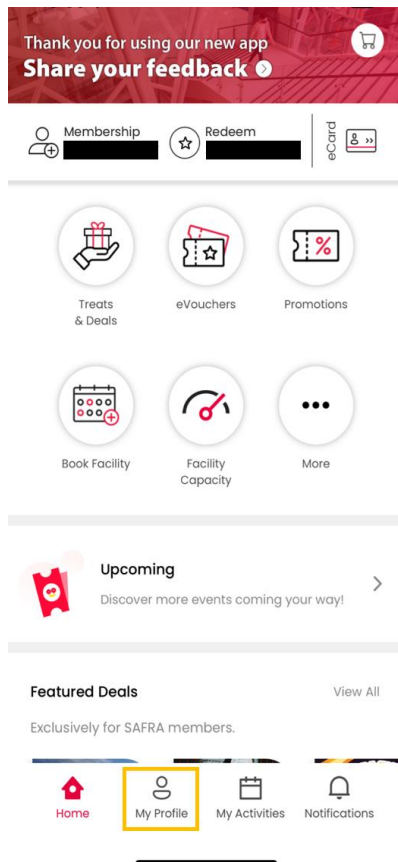 Thank you for using our new app
Share your feedback
Membership
Redeem
eCard
Treats
& Deals
eVouchers
Promotions
Book Facility
Facility
Capacity
More
Upcoming
Discover more events coming your way!
Featured Deals
View All
Exclusively for SAFRA members.
Home
My Profile
My Activities
Notifications